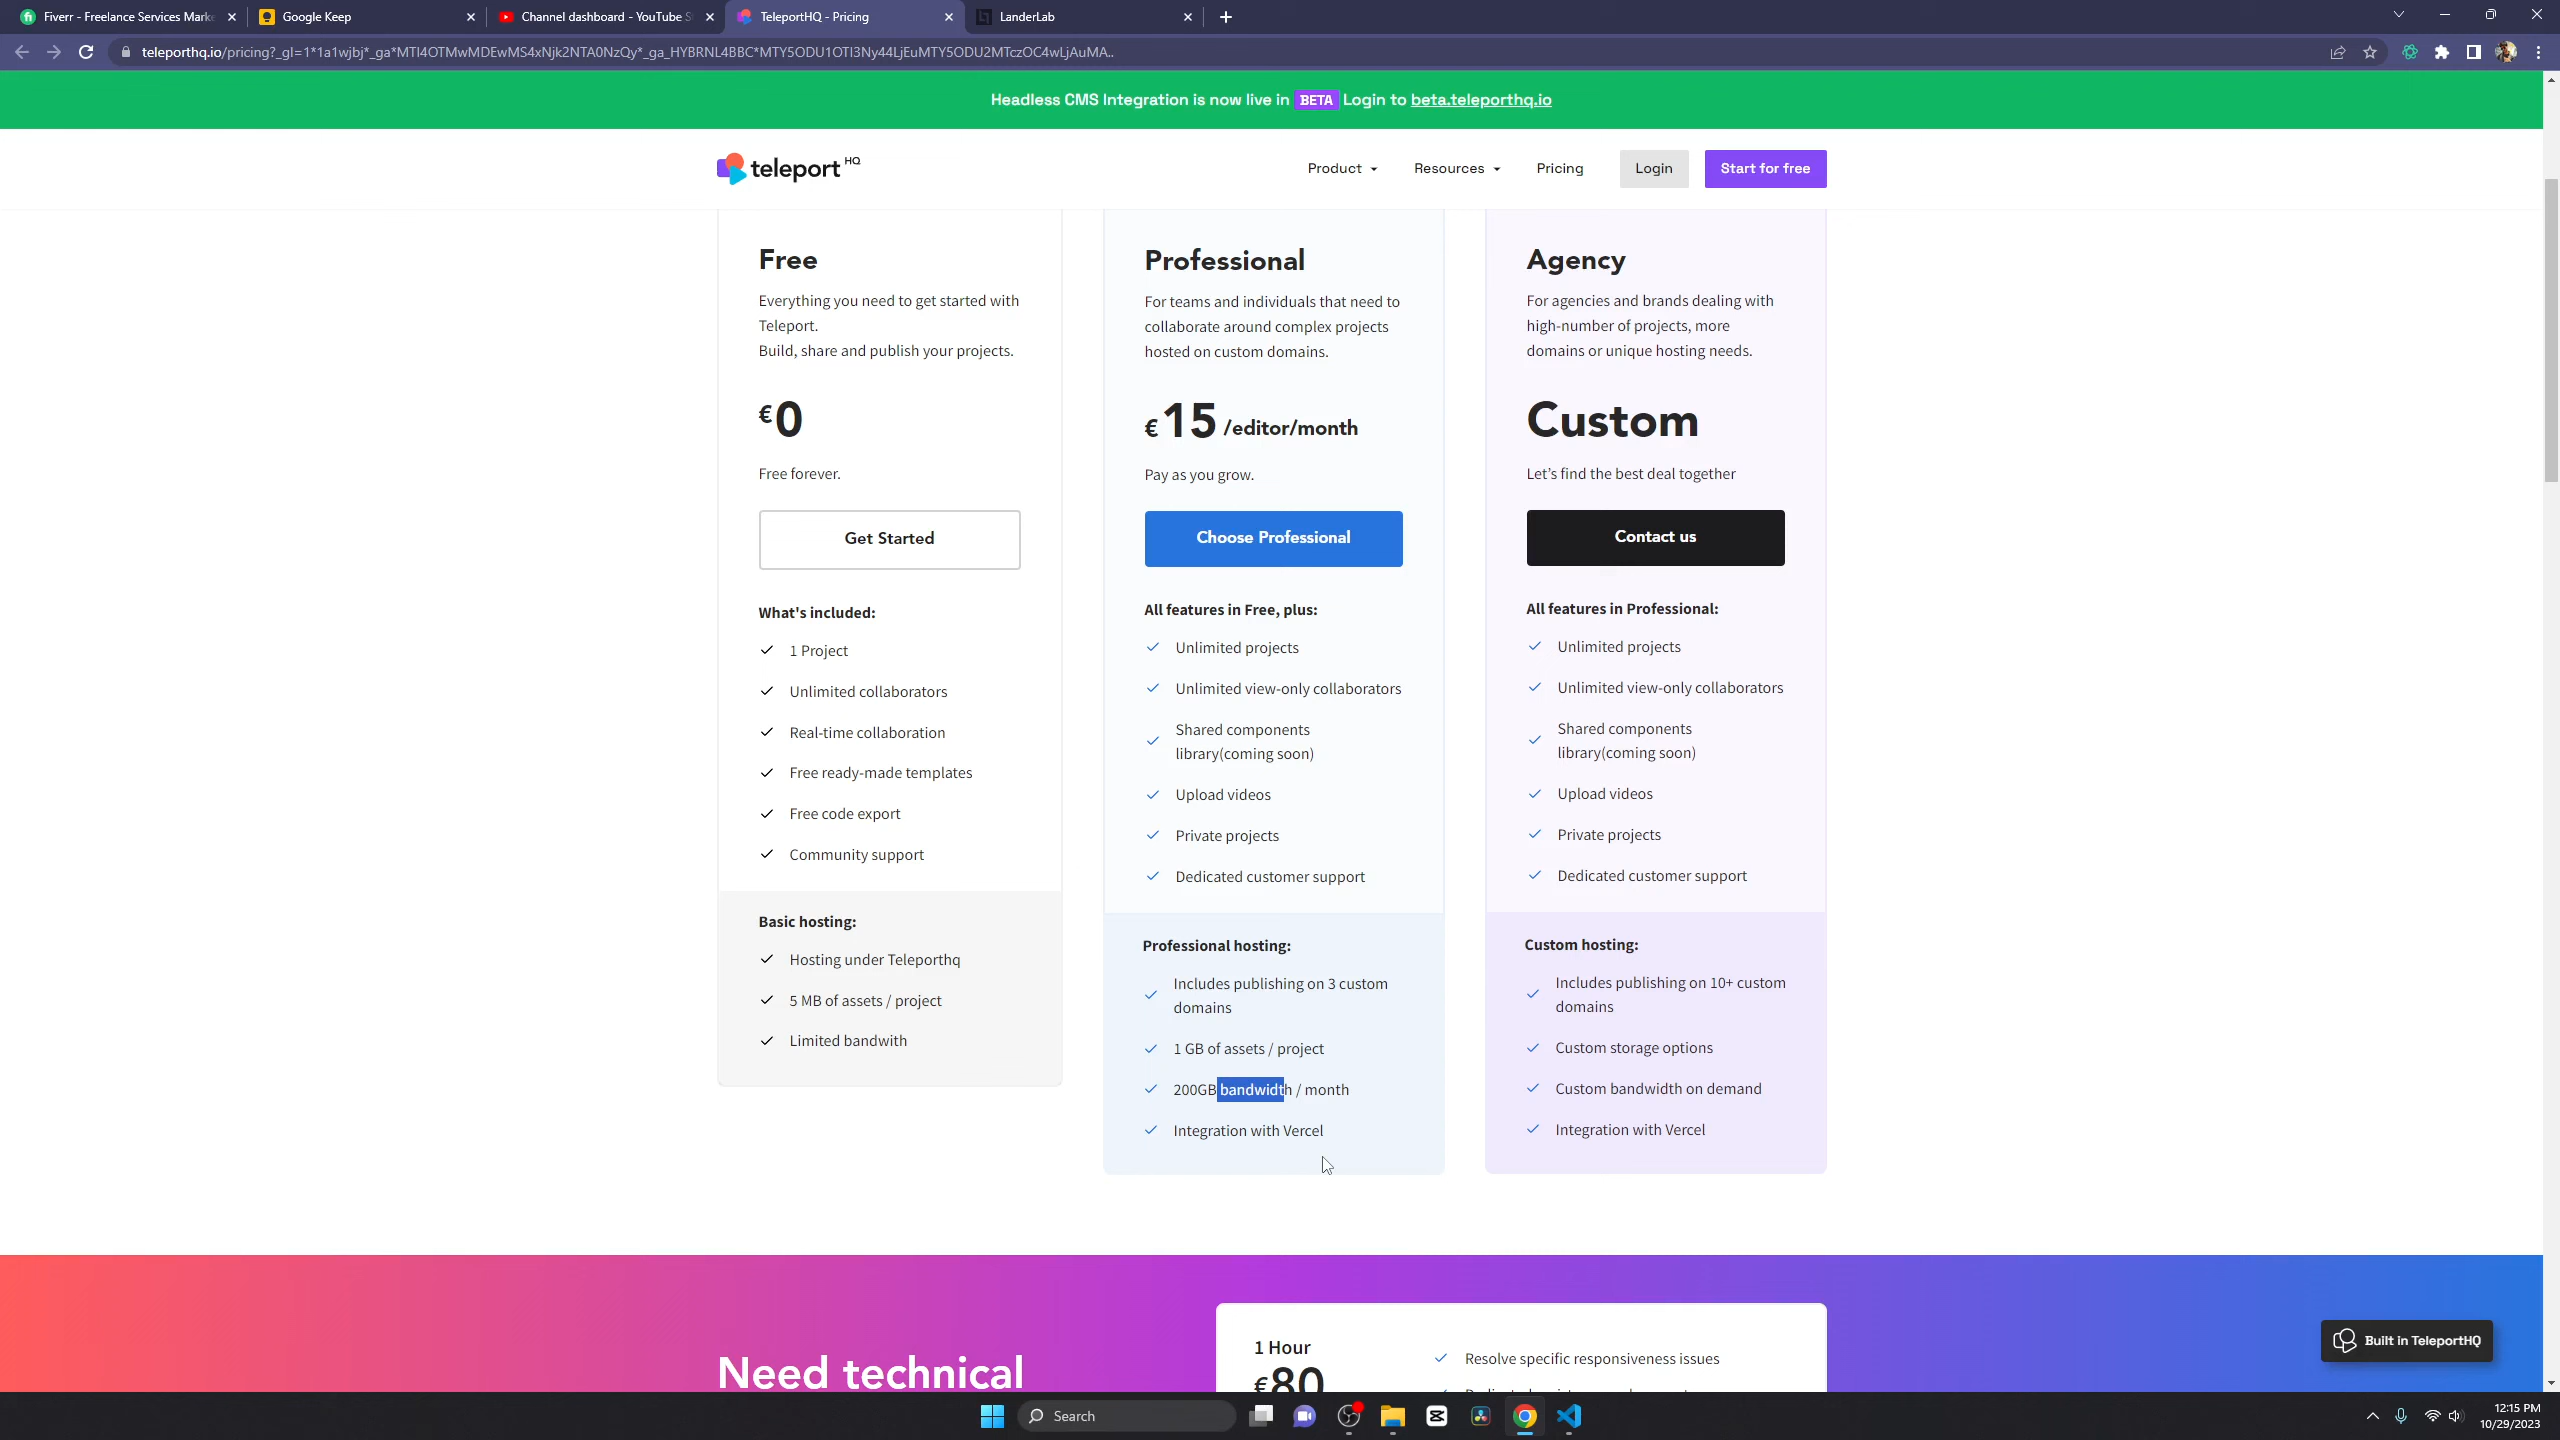 Fiverr - Freelance Services Mark
Google Keep
Channel dashboard - YouTube S
TeleportHQ - Pricing
LanderLab
teleporthq.io/pricing?_gl=1*1a1wjbj*_ga*MTI4OTMwMDEwMS4xNjk2NTA0NzQy*_ga_HYBRNL4BBC*MTY5ODU1OTI3Ny44LjEuMTY5ODU2MTczOC4wLjAuMA..
Headless CMS Integration is now live in BETA Login to beta.teleporthq.io
teleport HQ
Product
Resources
Pricing
Login
Start for free
Free
Everything you need to get started with
Teleport.
Build, share and publish your projects.
€0
Free forever.
Get Started
What's included:
1 Project
Unlimited collaborators
Real-time collaboration
Free ready-made templates
Free code export
Community support
Basic hosting:
Hosting under Teleporthq
5 MB of assets / project
Limited bandwith
Professional
For teams and individuals that need to
collaborate around complex projects
hosted on custom domains.
€15 /editor/month
Pay as you grow.
Choose Professional
All features in Free, plus:
Unlimited projects
Unlimited view-only collaborators
Shared components
library(coming soon)
Upload videos
Private projects
Dedicated customer support
Professional hosting:
Includes publishing on 3 custom
domains
1 GB of assets / project
200GB bandwidth / month
Integration with Vercel
Agency
For agencies and brands dealing with
high-number of projects, more
domains or unique hosting needs.
Custom
Let's find the best deal together
Contact us
All features in Professional:
Unlimited projects
Unlimited view-only collaborators
Shared components
library(coming soon)
Upload videos
Private projects
Dedicated customer support
Custom hosting:
Includes publishing on 10+ custom
domains
Custom storage options
Custom bandwidth on demand
Integration with Vercel
Need technical
1 Hour
€80
Resolve specific responsiveness issues
Built in TeleportHQ
Search
12:15 PM
10/29/2023